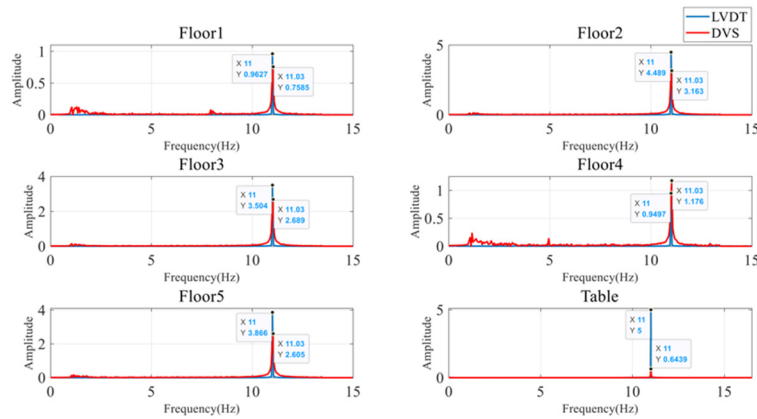 LVDT
DVS
Floor1
Amplitude
1
0.5
0
X 11
Y 0.9627
X 11.03
Y 0.7585
0 5 10 15
Frequency(Hz)
Floor2
Amplitude
5
0
X 11
Y 4.489
X 11.03
Y 3.163
0 5 10 15
Frequency(Hz)
Floor3
Amplitude
4
2
0
X 11
Y 3.504
X 11.03
Y 2.689
0 5 10 15
Frequency(Hz)
Floor4
Amplitude
1
0.5
0
X 11
Y 0.9497
X 11.03
Y 1.176
0 5 10 15
Frequency(Hz)
Floor5
Amplitude
4
2
0
X 11
Y 3.866
X 11.03
Y 2.605
0 5 10 15
Frequency(Hz)
Table
Amplitude
5
0
X 11
Y 5
X 11
Y 0.6439
0 5 10 15
Frequency(Hz)